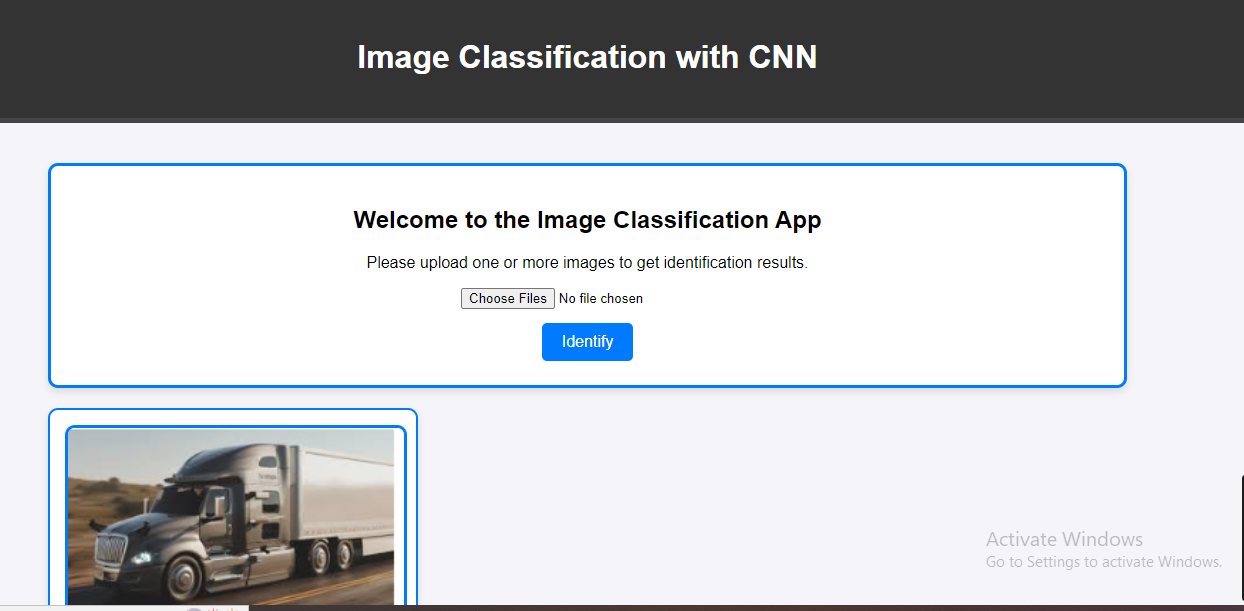 Image Classification with CNN
Welcome to the Image Classification App
Please upload one or more images to get identification results.
Choose Files No file chosen
Identify
Activate Windows
Go to Settings to activate Windows.